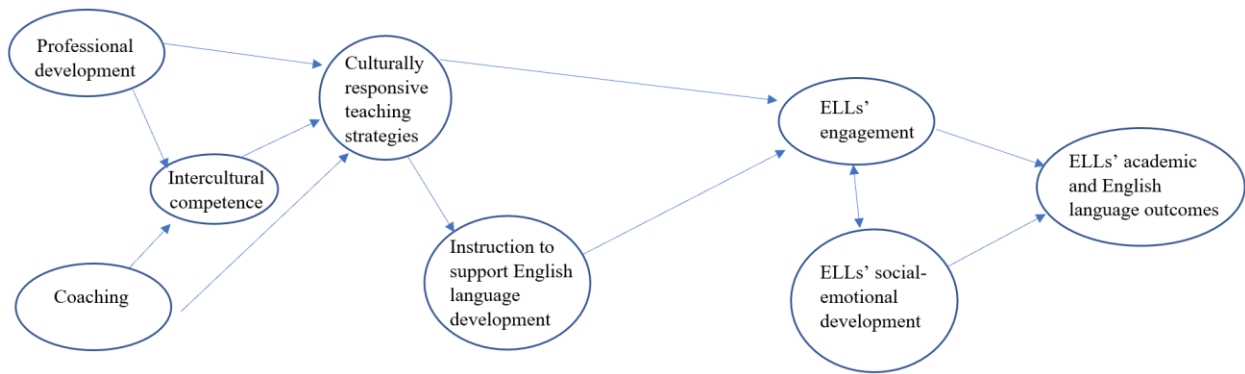 Professional
development
Culturally
responsive
teaching
strategies
Intercultural
competence
Coaching
Instruction to
support English
language
development
ELLs’
engagement
ELLs’ social-
emotional
development
ELLs’ academic
and English
language outcomes